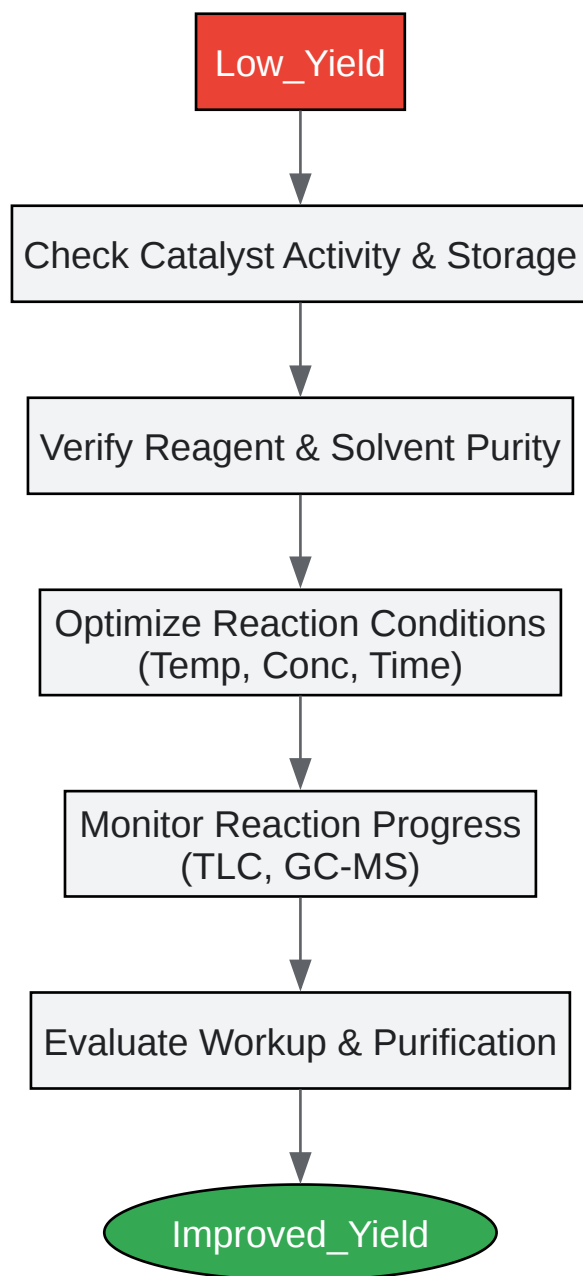 Low_Yield
Check Catalyst Activity & Storage
Verify Reagent & Solvent Purity
Optimize Reaction Conditions
(Temp, Conc, Time)
Monitor Reaction Progress
(TLC, GC-MS)
Evaluate Workup & Purification
Improved_Yield